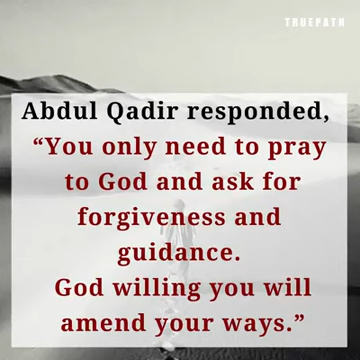 TRUEPATH
Abdul Qadir responded,
“You only need to pray
to God and ask for
forgiveness and
guidance.
God willing you will
amend your ways.”